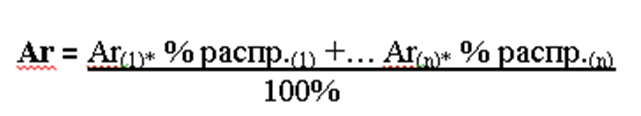 Ar = Ar(1)* % распр.(1) +... Ar(n)* % распр.(n)
100%